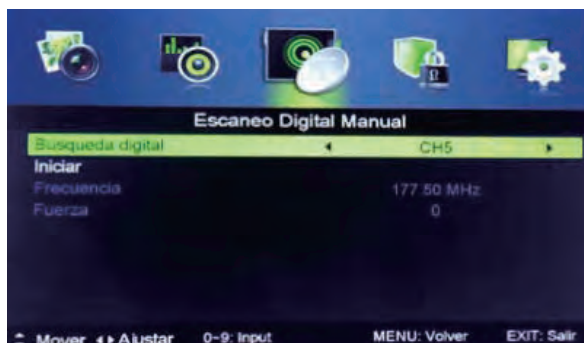 Escaneo Digital Manual
Busqueda digital CH5
Iniciar
Frecuencia 177.50 MHz
Fuerza 0
Mover Ajustar 0~9: Input MENU: Volver EXIT: Salir